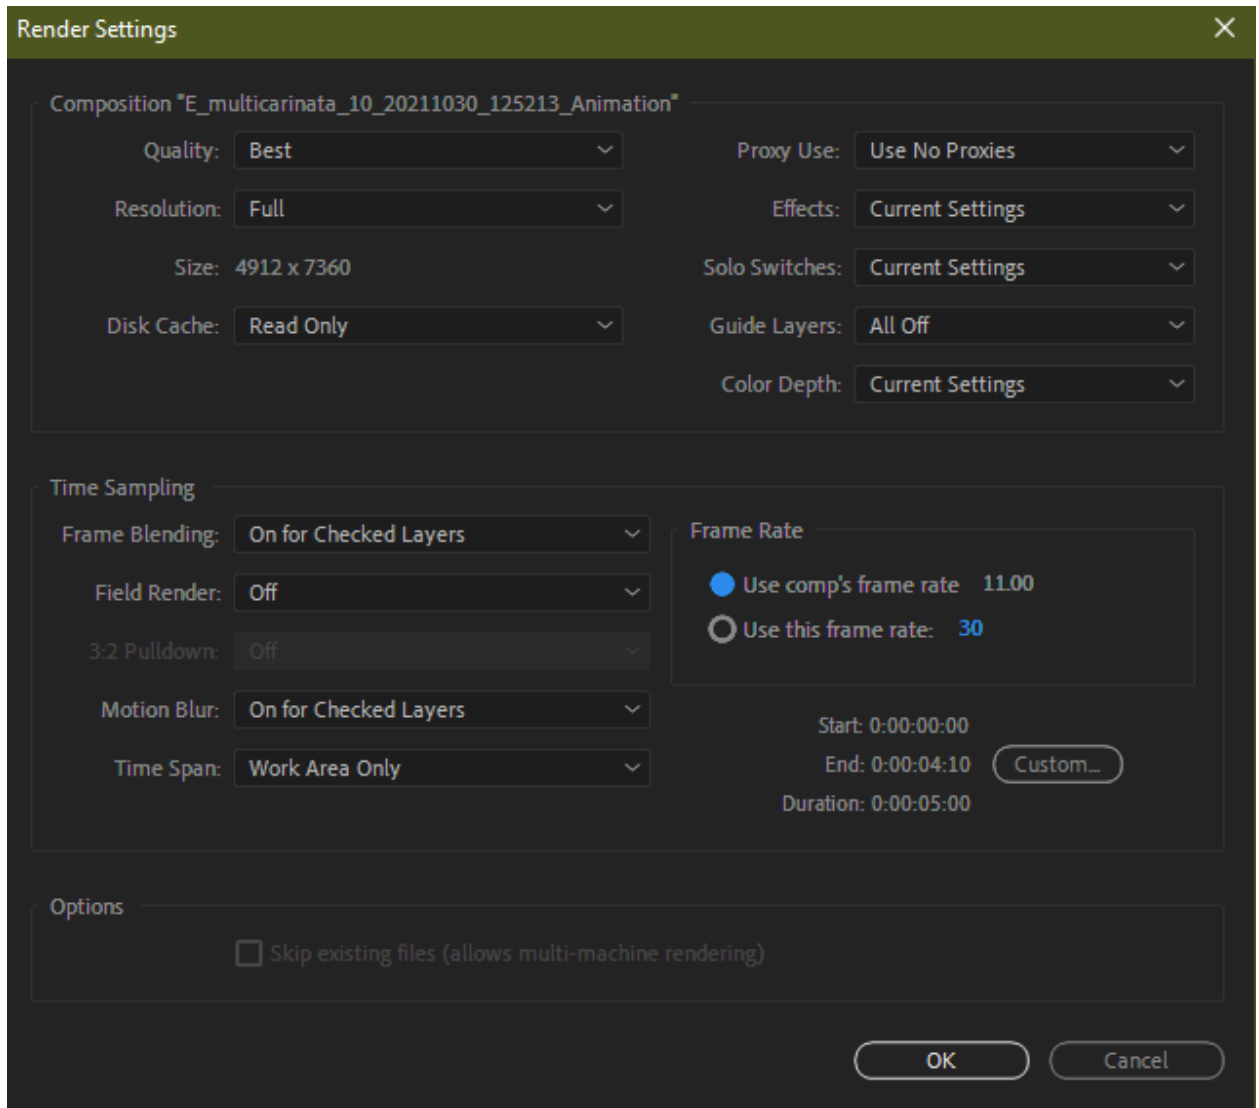 Render Settings
Composition "E_multicarinata_10_20211030_125213_Animation"
Quality: Best
Resolution: Full
Size: 4912 x 7360
Disk Cache: Read Only
Proxy Use: Use No Proxies
Effects: Current Settings
Solo Switches: Current Settings
Guide Layers: All Off
Color Depth: Current Settings
Time Sampling
Frame Blending: On for Checked Layers
Field Render: Off
3:2 Pulldown: Off
Motion Blur: On for Checked Layers
Time Span: Work Area Only
Frame Rate
Use comp's frame rate 11.00
Use this frame rate: 30
Start: 0:00:00:00
End: 0:00:04:10 Custom...
Duration: 0:00:05:00
Options
Skip existing files (allows multi-machine rendering)
OK Cancel